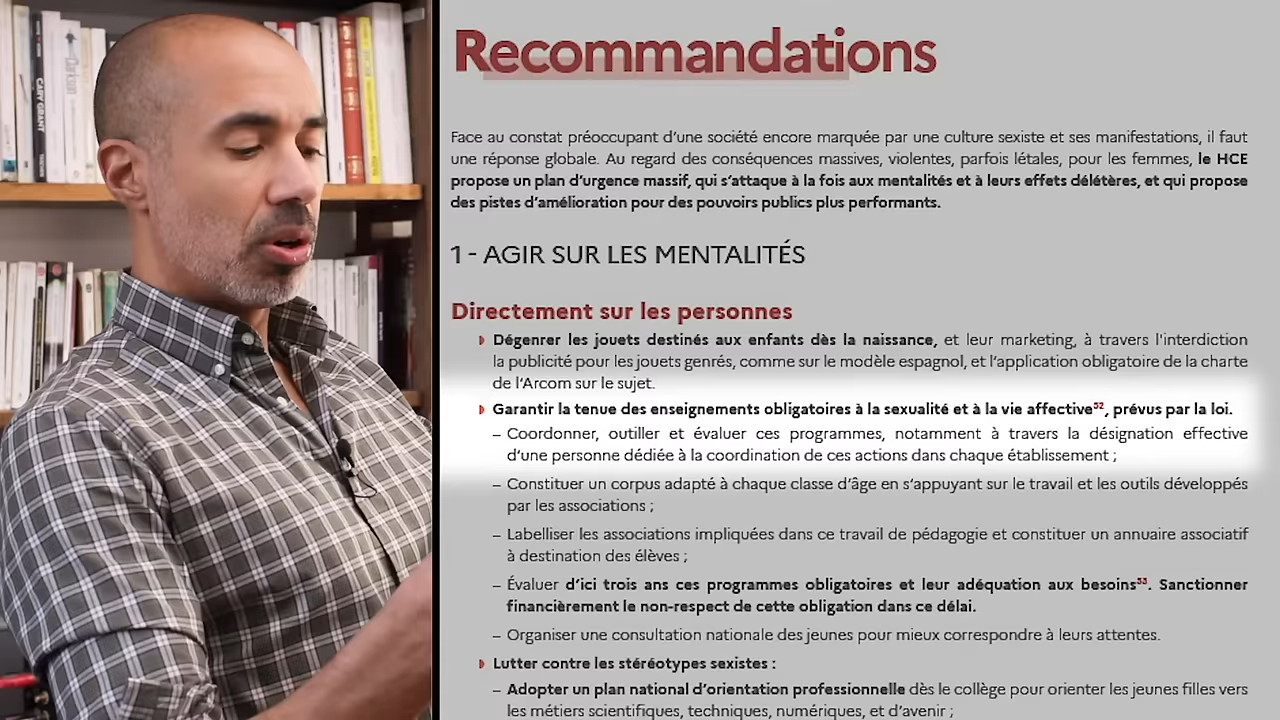 CARY GRANT
Recommandations
Face au constat préoccupant d'une société encore marquée par une culture sexiste et ses manifestations, il faut
une réponse globale. Au regard des conséquences massives, violentes, parfois létales, pour les femmes, le HCE
propose un plan d'urgence massif, qui s'attaque à la fois aux mentalités et à leurs effets délétères, et qui propose
des pistes d'amélioration pour des pouvoirs publics plus performants.
1 - AGIR SUR LES MENTALITÉS
Directement sur les personnes
Dégenrer les jouets destinés aux enfants dès la naissance, et leur marketing, à travers l'interdiction
la publicité pour les jouets genrés, comme sur le modèle espagnol, et l'application obligatoire de la charte
de l'Arcom sur le sujet.
Garantir la tenue des enseignements obligatoires à la sexualité et à la vie affective⁵², prévus par la loi.
– Coordonner, outiller et évaluer ces programmes, notamment à travers la désignation effective
d'une personne dédiée à la coordination de ces actions dans chaque établissement ;
– Constituer un corpus adapté à chaque classe d'âge en s'appuyant sur le travail et les outils développés
par les associations ;
– Labelliser les associations impliquées dans ce travail de pédagogie et constituer un annuaire associatif
à destination des élèves ;
– Évaluer d'ici trois ans ces programmes obligatoires et leur adéquation aux besoins⁵³. Sanctionner
financièrement le non-respect de cette obligation dans ce délai.
– Organiser une consultation nationale des jeunes pour mieux correspondre à leurs attentes.
Lutter contre les stéréotypes sexistes :
– Adopter un plan national d'orientation professionnelle dès le collège pour orienter les jeunes filles vers
les métiers scientifiques, techniques, numériques, et d'avenir ;